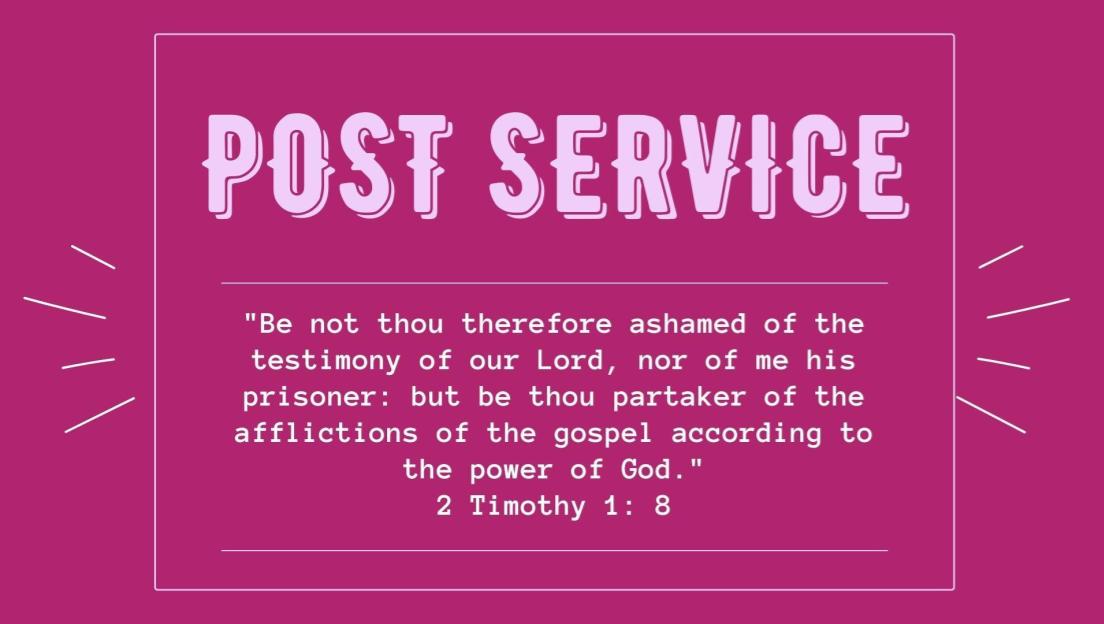 POST SERVICE
"Be not thou therefore ashamed of the
testimony of our Lord, nor of me his
prisoner: but be thou partaker of the
afflictions of the gospel according to
the power of God."
2 Timothy 1: 8